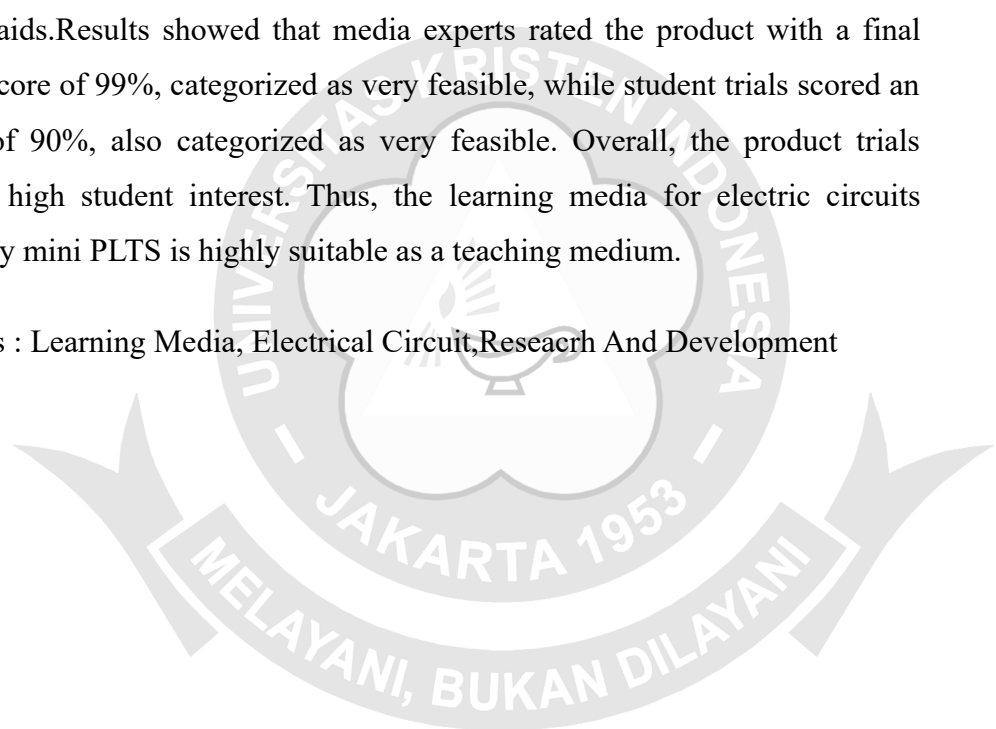 aids.Results showed that media experts rated the product with a final
core of 99%, categorized as very feasible, while student trials scored an
of 90%, also categorized as very feasible. Overall, the product trials
high student interest. Thus, the learning media for electric circuits
y mini PLTS is highly suitable as a teaching medium.
s : Learning Media, Electrical Circuit,Reseacrh And Development
UNIVERSITAS KRISTEN INDONESIA
JAKARTA 1953
MELAYANI, BUKAN DILAYANI